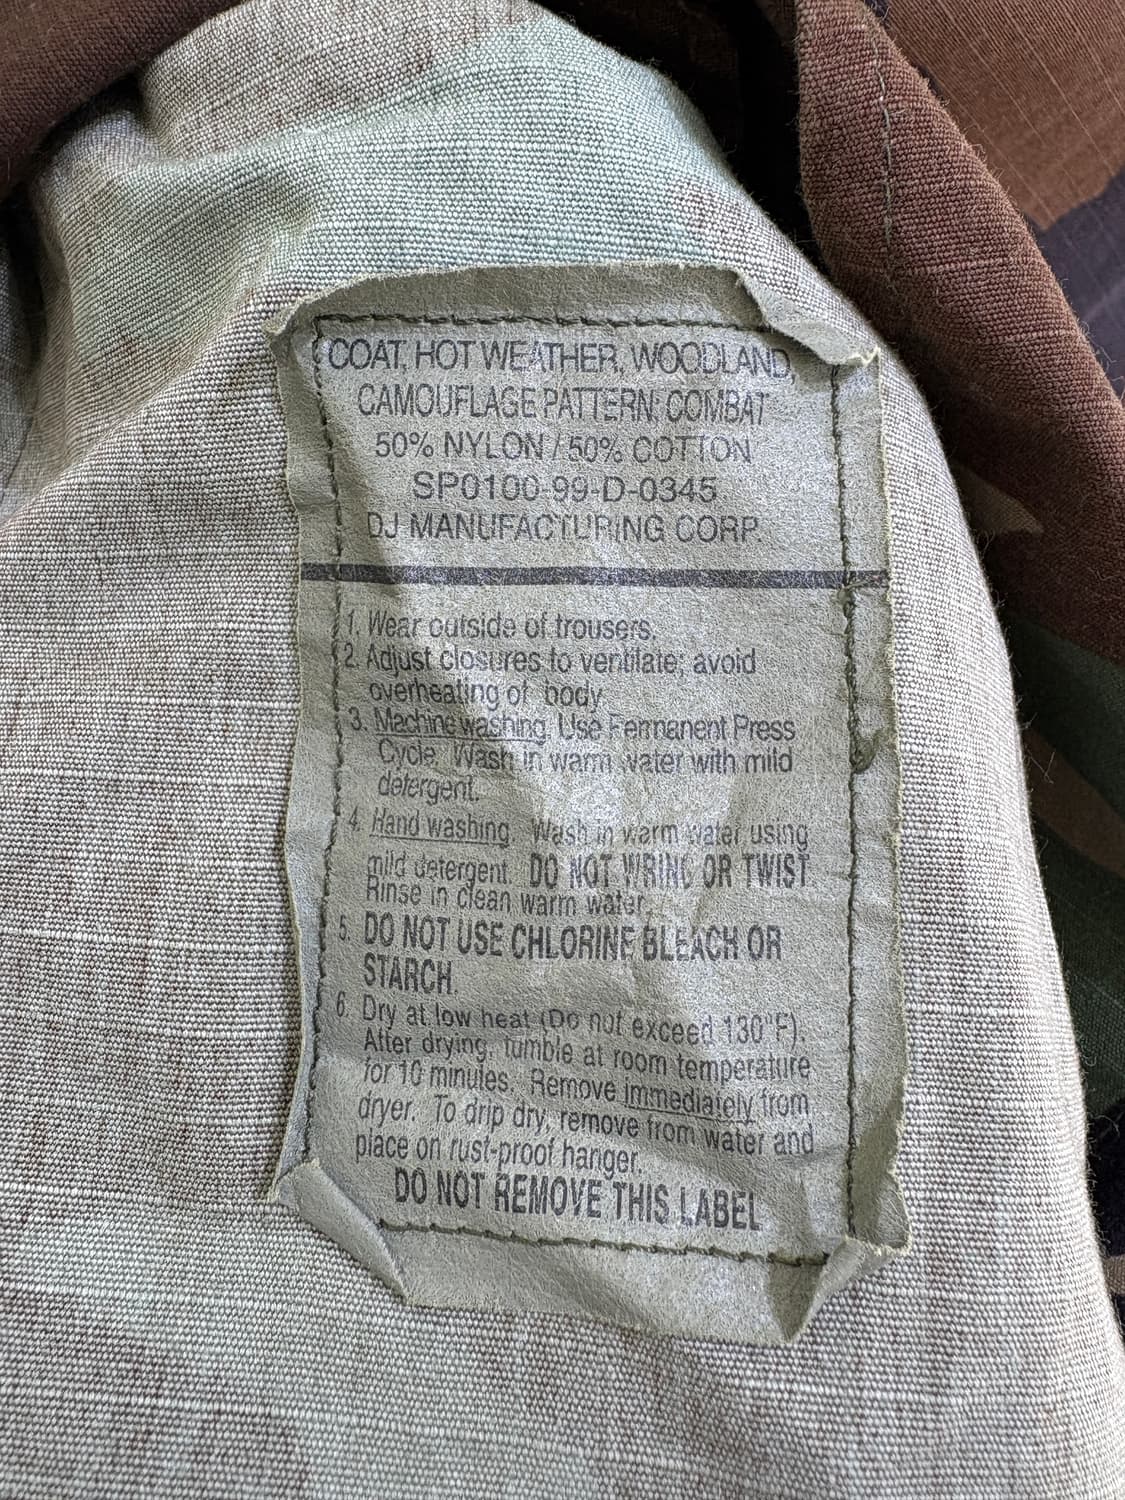 COAT, HOT WEATHER, WOODLAND,
CAMOUFLAGE PATTERN; COMBAT
50% NYLON / 50% COTTON
SP0100-99-D-0345
DJ MANUFACTURING CORP.
1. Wear outside of trousers.
2. Adjust closures to ventilate; avoid
overheating of body
3. Machine washing. Use Permanent Press
Cycle. Wash in warm water with mild
detergent.
4. Hand washing. Wash in warm water using
mild detergent. DO NOT WRING OR TWIST.
Rinse in clean warm water.
5. DO NOT USE CHLORINE BLEACH OR
STARCH.
6. Dry at low heat (Do not exceed 130°F).
After drying, tumble at room temperature
for 10 minutes. Remove immediately from
dryer. To drip dry, remove from water and
place on rust-proof hanger.
DO NOT REMOVE THIS LABEL